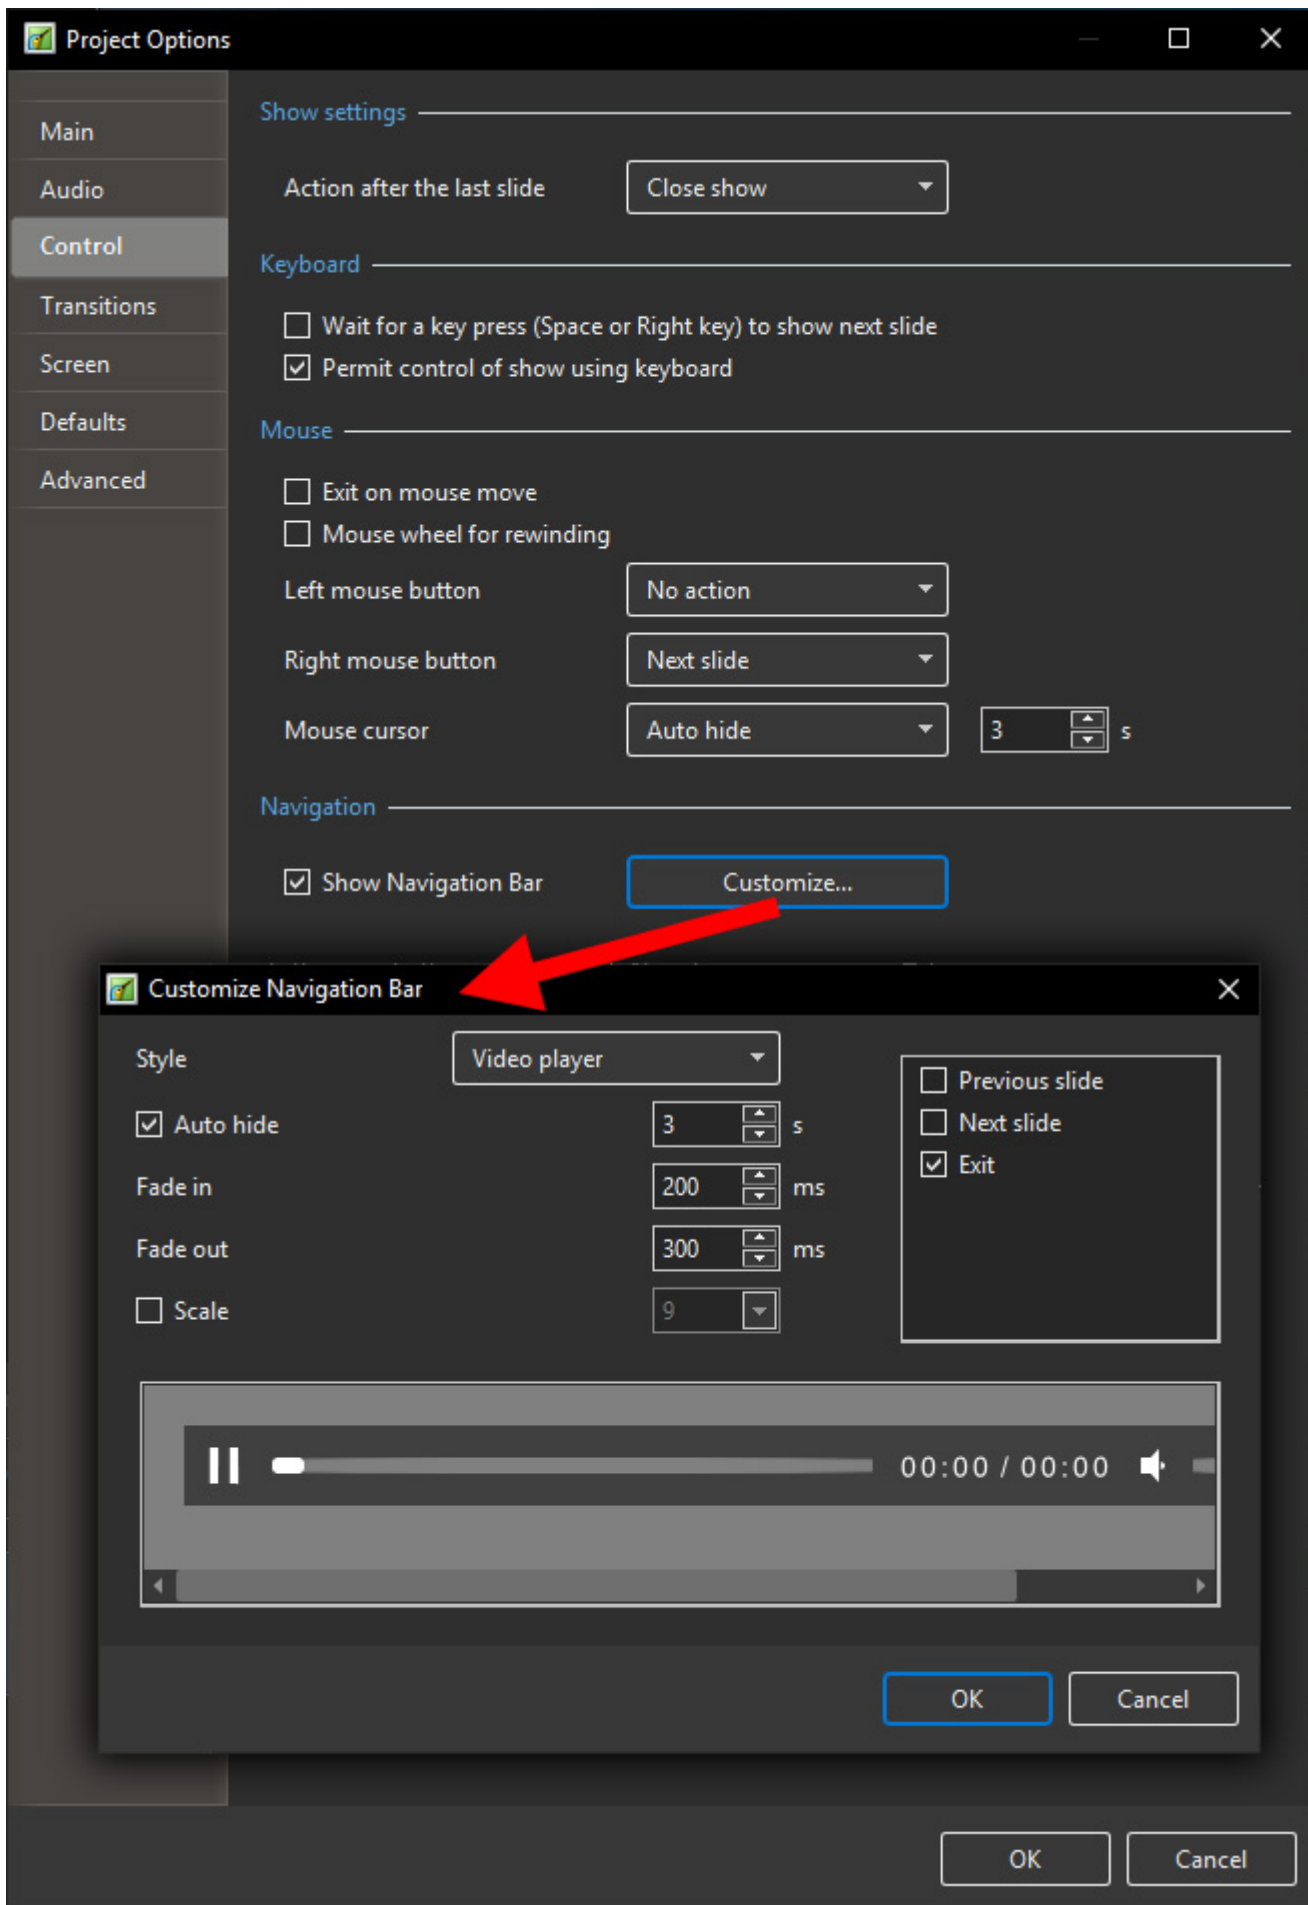 Project Options
Main
Audio
Control
Transitions
Screen
Defaults
Advanced
Show settings
Action after the last slide Close show
Keyboard
Wait for a key press (Space or Right key) to show next slide
Permit control of show using keyboard
Mouse
Exit on mouse move
Mouse wheel for rewinding
Left mouse button No action
Right mouse button Next slide
Mouse cursor Auto hide 3 s
Navigation
Show Navigation Bar Customize...
Customize Navigation Bar
Style Video player
Auto hide 3 s
Fade in 200 ms
Fade out 300 ms
Scale 9
Previous slide
Next slide
Exit
00:00 / 00:00
OK Cancel
OK Cancel